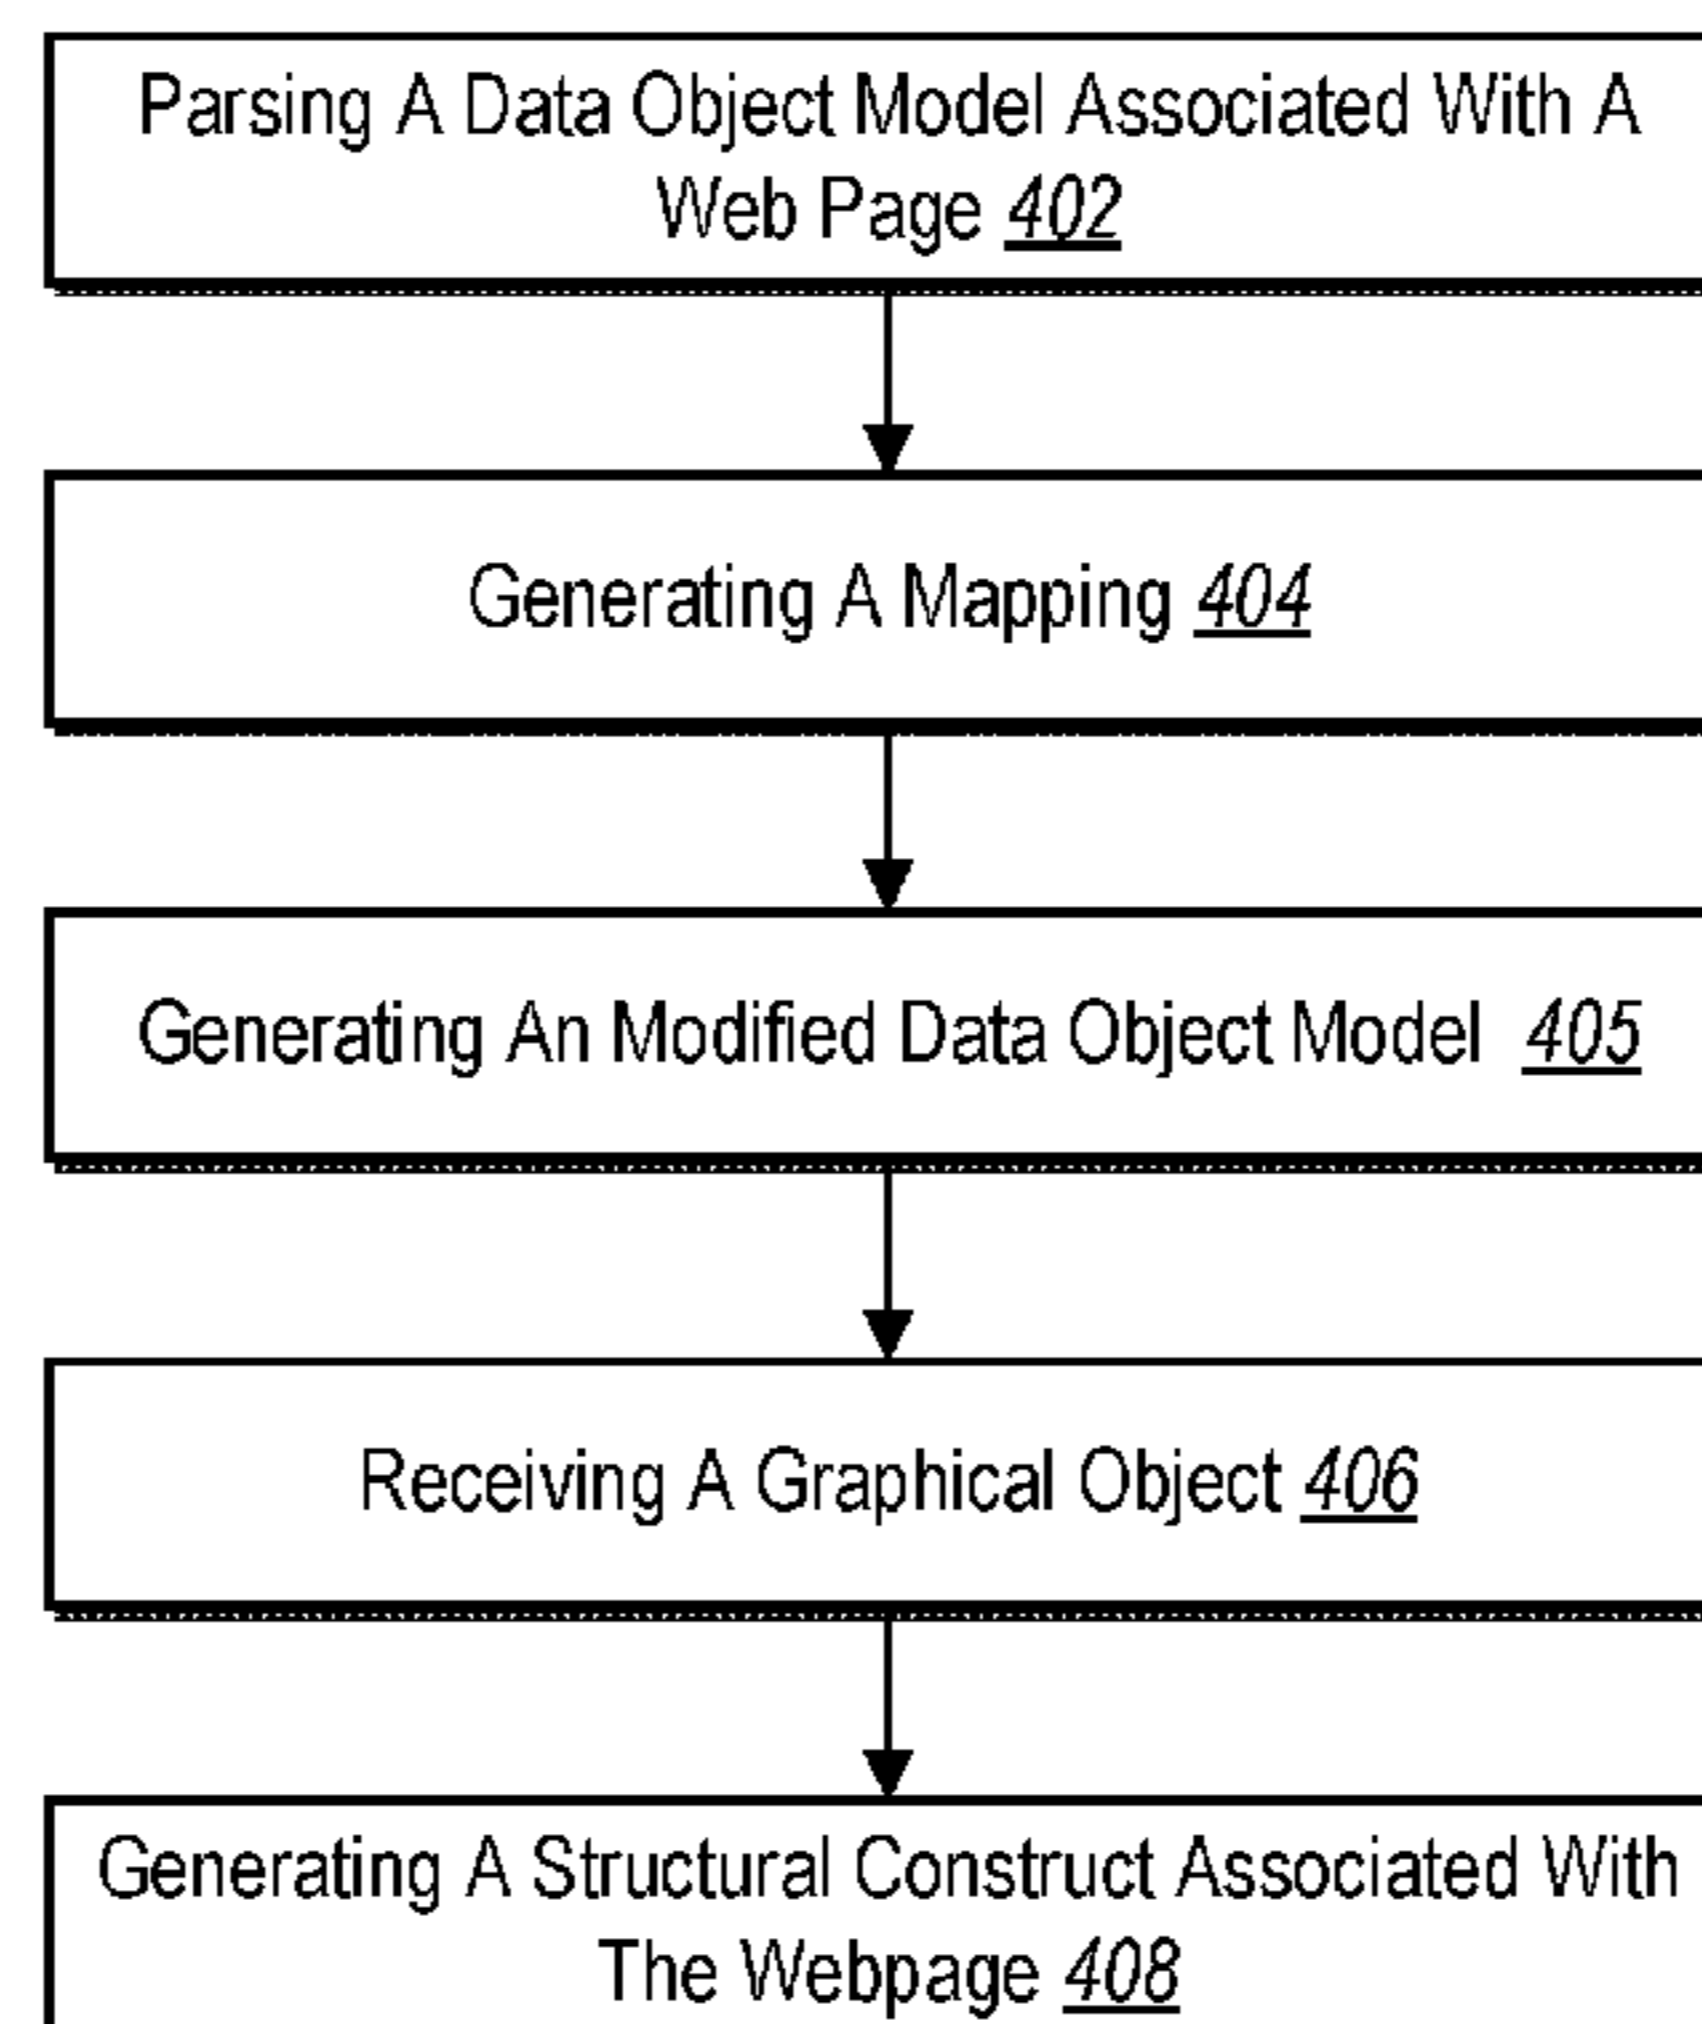 Parsing A Data Object Model Associated With A
Web Page 402
Generating A Mapping 404
Generating An Modified Data Object Model 405
Receiving A Graphical Object 406
Generating A Structural Construct Associated With
The Webpage 408